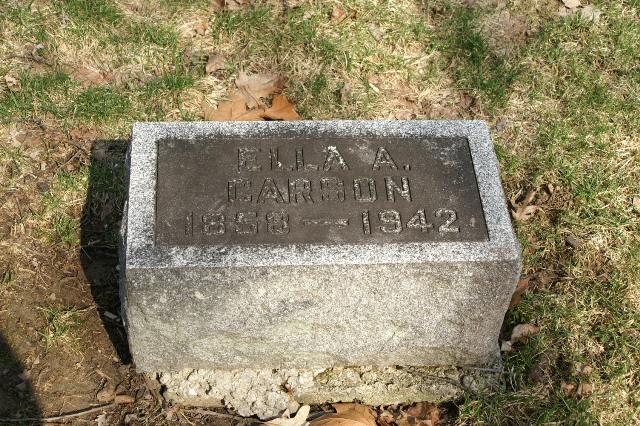 ELLA A.
CARSON
1858 — 1942